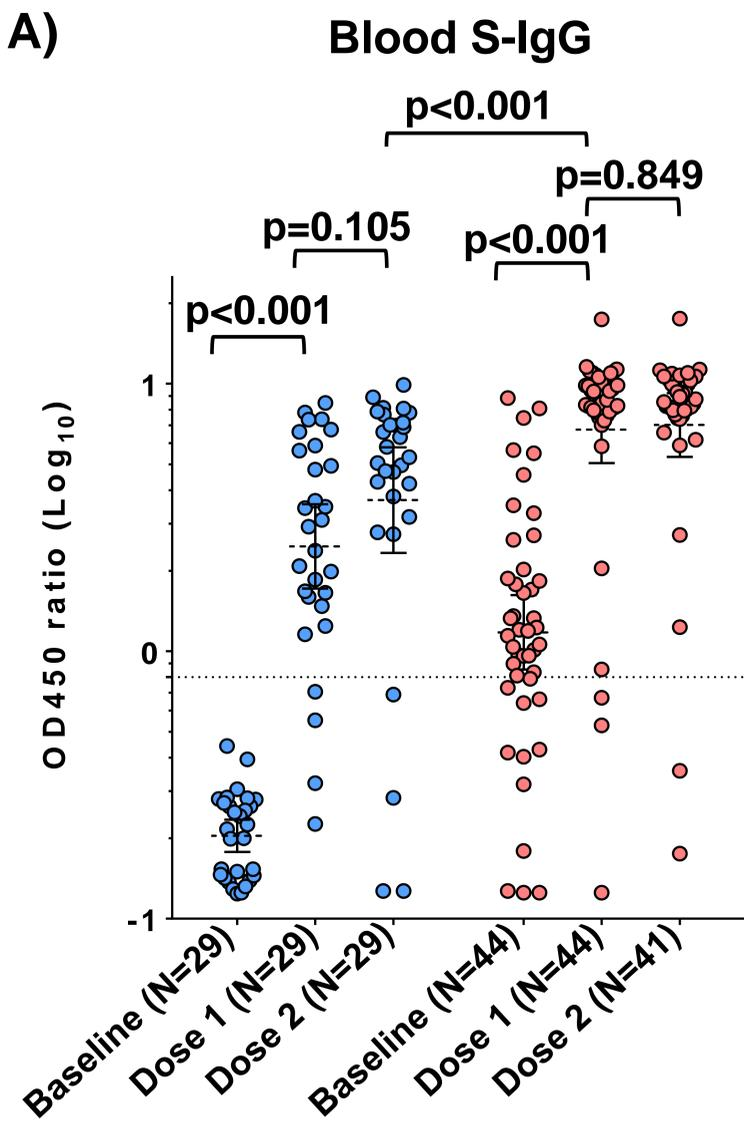 A)
Blood S-IgG
p<0.001
p=0.849
p=0.105
p<0.001
p<0.001
OD450 ratio (Log10)
1
0
-1
Baseline (N=29)
Dose 1 (N=29)
Dose 2 (N=29)
Baseline (N=44)
Dose 1 (N=44)
Dose 2 (N=41)